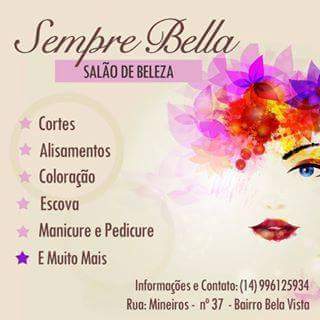 Sempre Bella
SALÃO DE BELEZA
Cortes
Alisamentos
Coloração
Escova
Manicure e Pedicure
E Muito Mais
Informações e Contato: (14) 996125934
Rua: Mineiros - nº 37 - Bairro Bela Vista